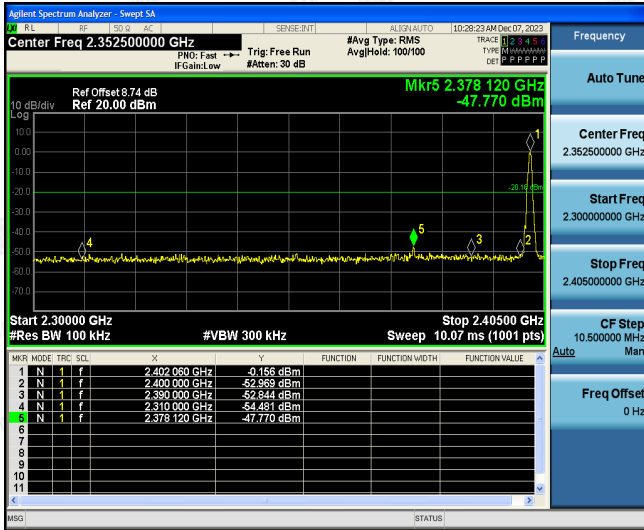 Agilent Spectrum Analyzer - Swept SA
RL RF 50 Ω AC SENSE:INT ALIGN AUTO 10:28:23 AM Dec 07, 2023
Center Freq 2.352500000 GHz
PNO: Fast
IFGain:Low
Trig: Free Run
#Atten: 30 dB
#Avg Type: RMS
Avg|Hold: 100/100
TRACE 1 2 3 4 5 6
TYPE M
DET P P P P P P
Ref Offset 8.74 dB
Ref 20.00 dBm
Mkr5 2.378 120 GHz
-47.770 dBm
10 dB/div
Log
10.0
0.00
-10.0
-20.0
-30.0
-40.0
-50.0
-60.0
-70.0
-20.16 dBm
1
2
3
4
5
Start 2.30000 GHz
Stop 2.40500 GHz
#Res BW 100 kHz
#VBW 300 kHz
Sweep 10.07 ms (1001 pts)
MKR MODE TRC SCL X Y FUNCTION FUNCTION WIDTH FUNCTION VALUE
1 N 1 f 2.402 060 GHz -0.156 dBm
2 N 1 f 2.400 000 GHz -52.969 dBm
3 N 1 f 2.390 000 GHz -52.844 dBm
4 N 1 f 2.310 000 GHz -54.481 dBm
5 N 1 f 2.378 120 GHz -47.770 dBm
6
7
8
9
10
11
MSG
STATUS
Frequency
Auto Tune
Center Freq
2.352500000 GHz
Start Freq
2.300000000 GHz
Stop Freq
2.405000000 GHz
CF Step
10.500000 MHz
Auto Man
Freq Offset
0 Hz